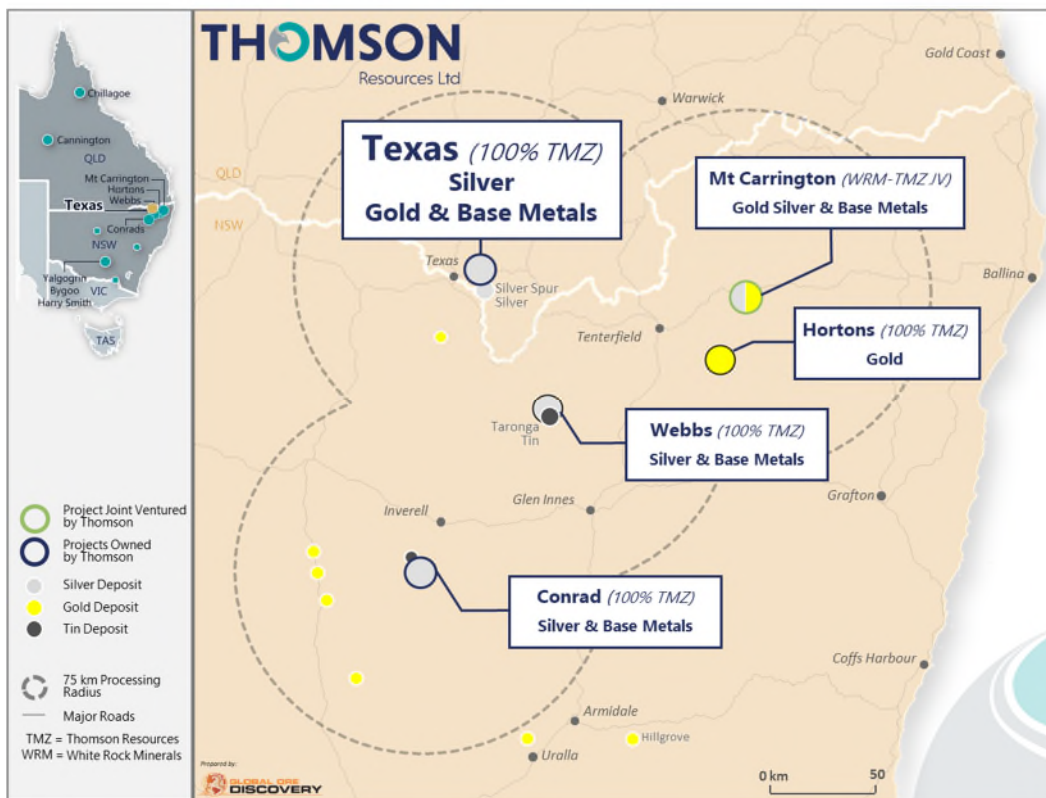 Chillagoe
Cannington
QLD
Mt Carrington
Hortons
Webbs
Texas
Conrads
NSW
Yalgogrin
Bygoo
Harry Smith
VIC
TAS
Project Joint Ventured
by Thomson
Projects Owned
by Thomson
Silver Deposit
Gold Deposit
Tin Deposit
75 km Processing
Radius
Major Roads
TMZ = Thomson Resources
WRM = White Rock Minerals
THOMSON
Resources Ltd
Gold Coast
Warwick
Texas (100% TMZ)
Silver
Gold & Base Metals
Mt Carrington (WRM-TMZ JV)
Gold Silver & Base Metals
QLD
NSW
Texas
Silver Spur
Silver
Ballina
Tenterfield
Hortons (100% TMZ)
Gold
Taronga
Tin
Webbs (100% TMZ)
Silver & Base Metals
Glen Innes
Grafton
Inverell
Conrad (100% TMZ)
Silver & Base Metals
Coffs Harbour
Armidale
Hillgrove
Uralla
Prepared by:
GLOBAL ORE
DISCOVERY
0 km 50